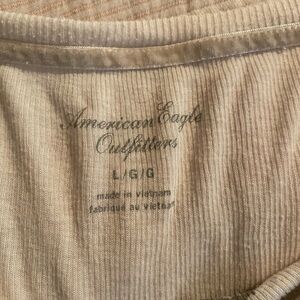 American Eagle
Outfitters
L/G/G
made in vietnam
fabriqué au vietnam